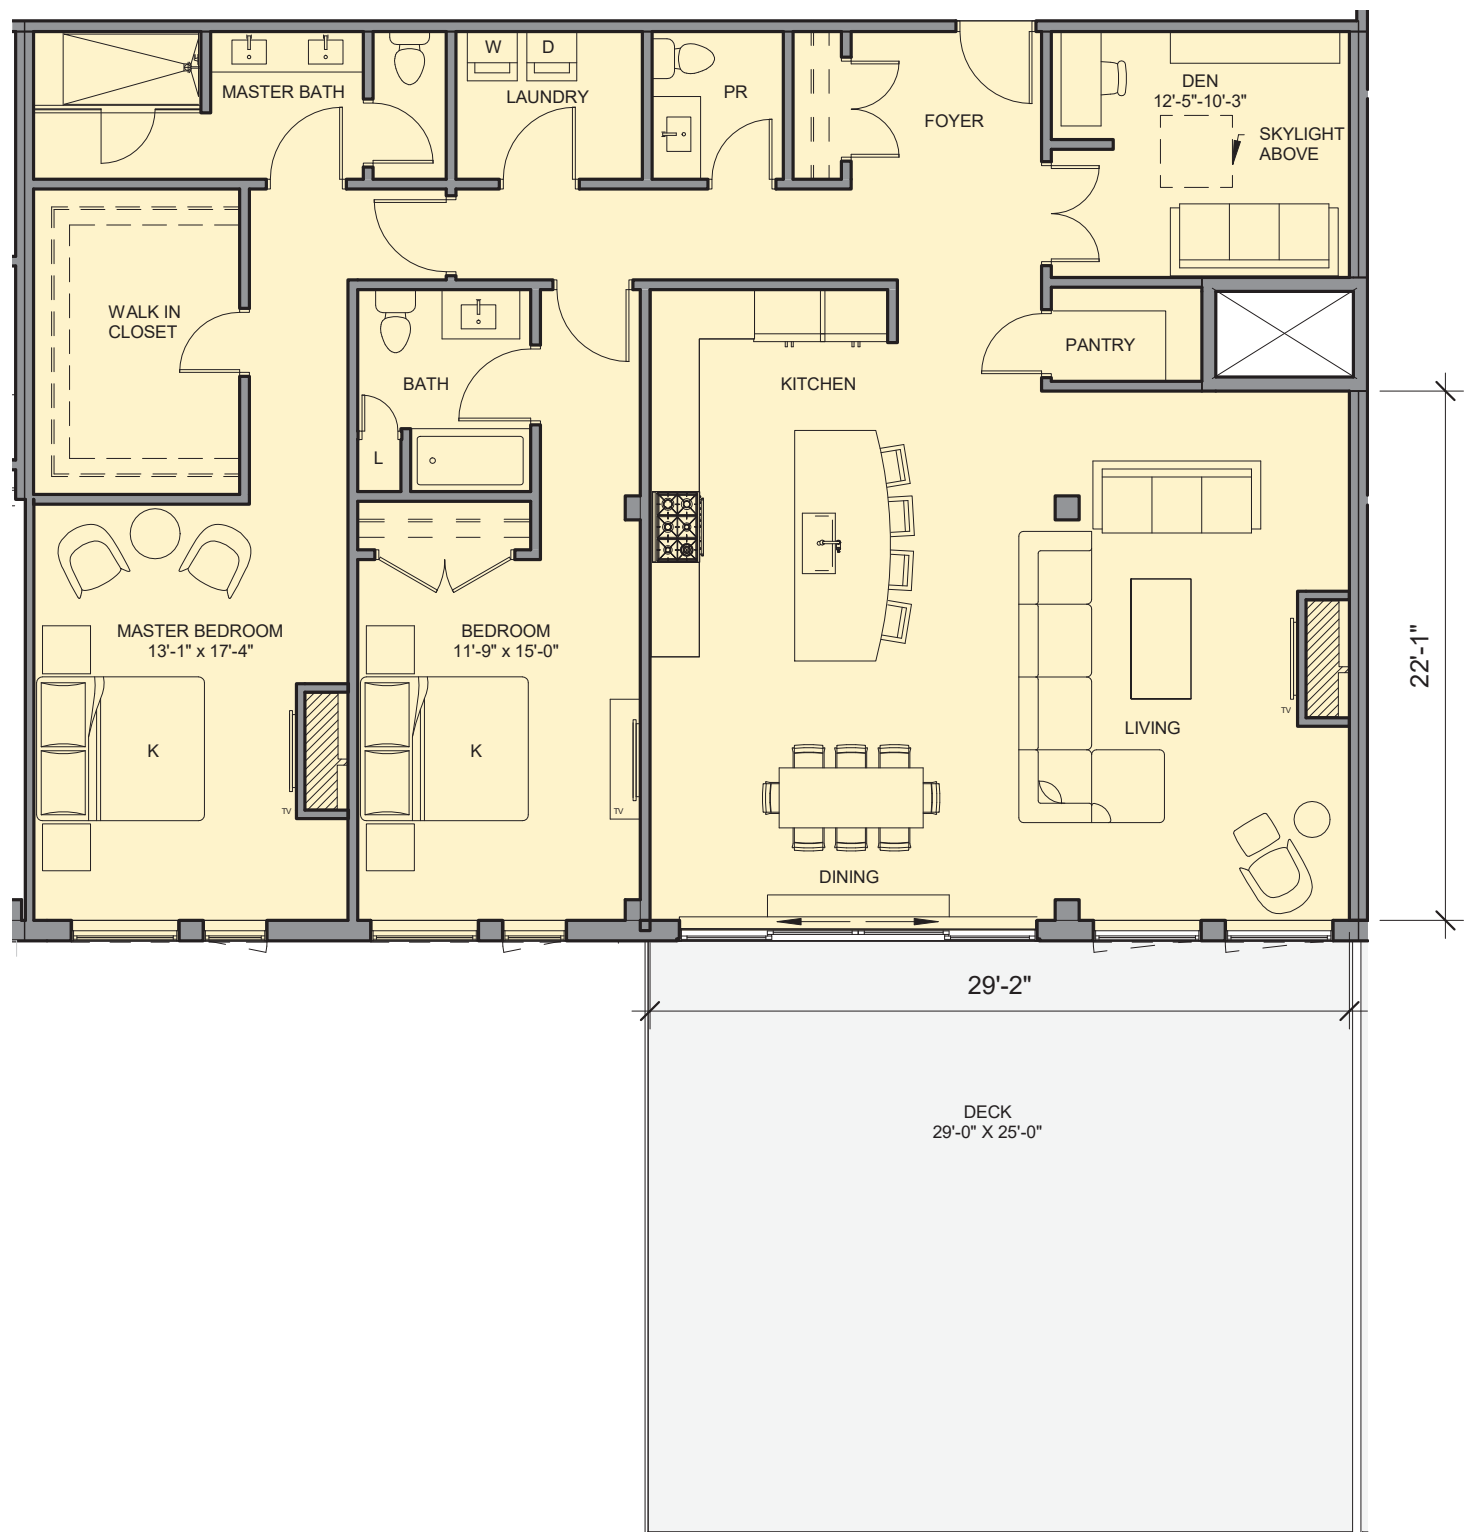 W
D
MASTER BATH
LAUNDRY
PR
FOYER
DEN
12'-5"-10'-3"
SKYLIGHT
ABOVE
WALK IN
CLOSET
BATH
L
KITCHEN
PANTRY
MASTER BEDROOM
13'-1" x 17'-4"
BEDROOM
11'-9" x 15'-0"
22'-1"
K
K
TV
TV
TV
LIVING
DINING
29'-2"
DECK
29'-0" X 25'-0"